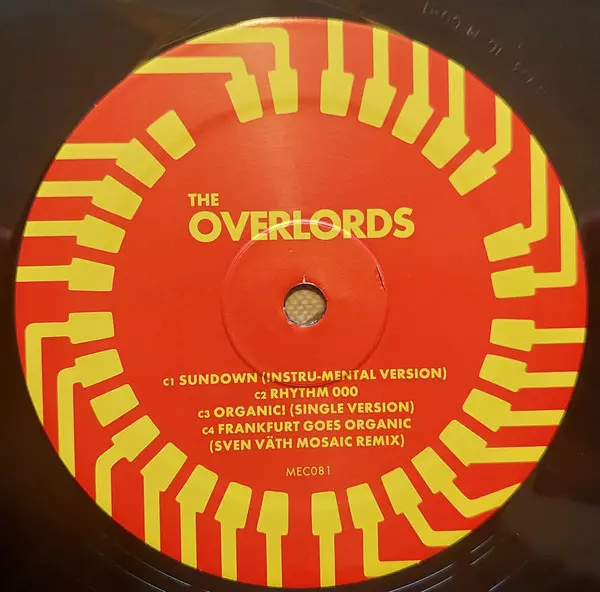 THE
OVERLORDS
C1 SUNDOWN (INSTRU-MENTAL VERSION)
C2 RHYTHM 000
C3 ORGANIC! (SINGLE VERSION)
C4 FRANKFURT GOES ORGANIC
(SVEN VÄTH MOSAIC REMIX)
MEC081